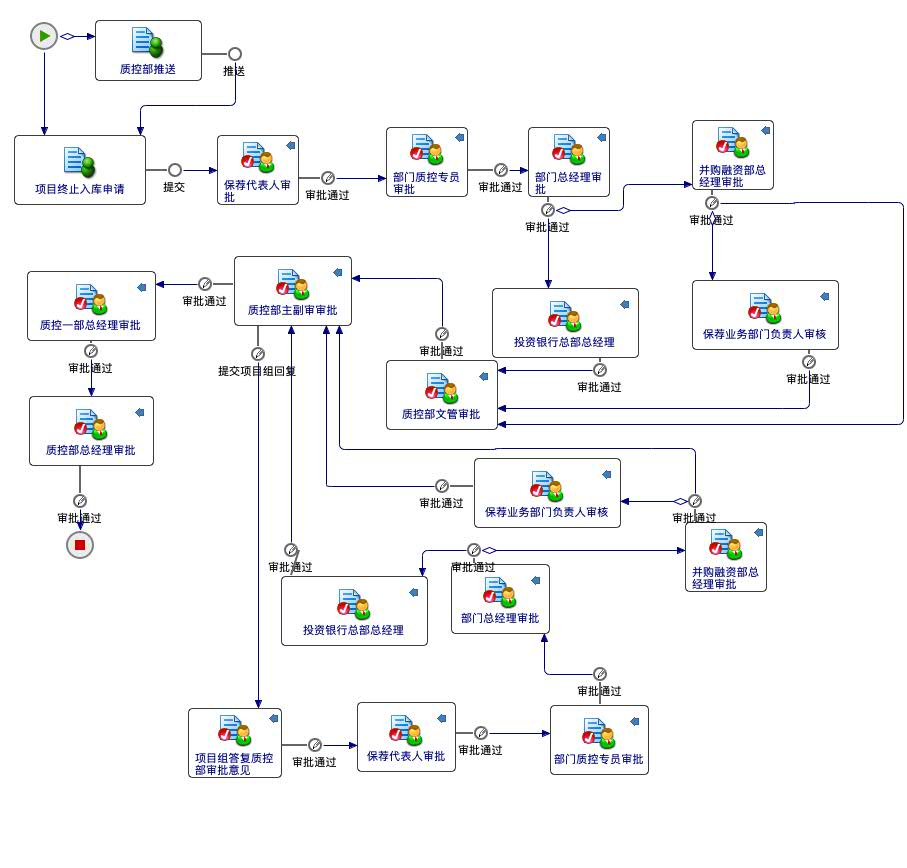 质控部推送
推送
项目终止入库申请
提交
保荐代表人审
批
审批通过
部门质控专员
审批
审批通过
部门总经理审
批
审批通过
并购融资部总
经理审批
审批通过
质控一部总经理审批
审批通过
审批通过
质控部主副审审批
提交项目组回复
审批通过
质控部文管审批
投资银行总部总经理
审批通过
保荐业务部门负责人审核
审批通过
质控部总经理审批
审批通过
审批通过
保荐业务部门负责人审核
审批通过
并购融资部总
经理审批
审批通过
投资银行总部总经理
审批通过
部门总经理审批
审批通过
项目组答复质控
部审批意见
审批通过
保荐代表人审批
审批通过
部门质控专员审批